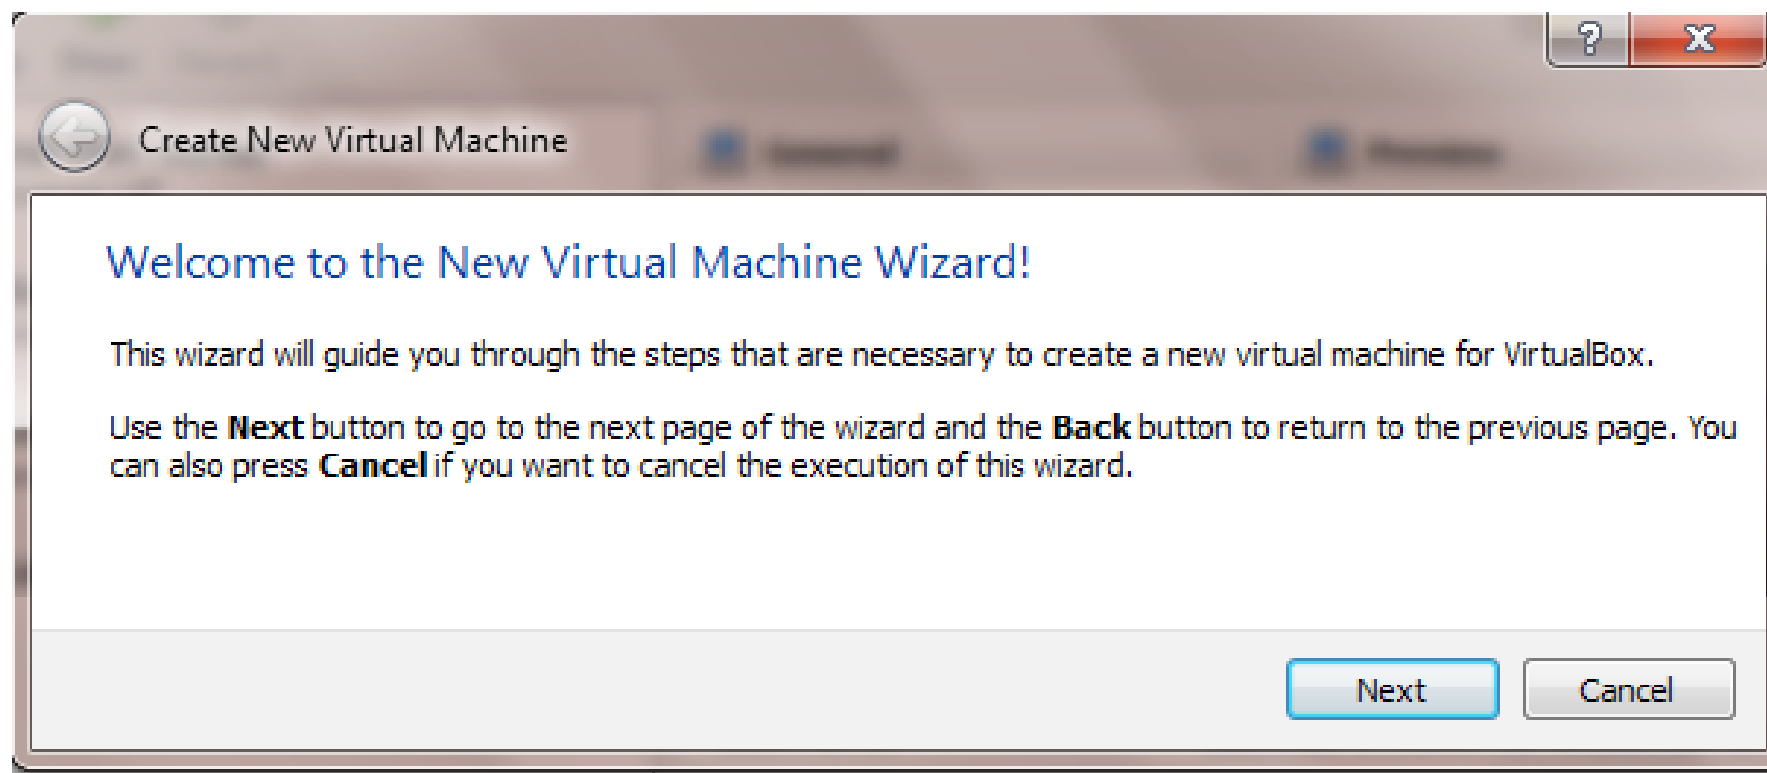 ?
Create New Virtual Machine
Welcome to the New Virtual Machine Wizard!
This wizard will guide you through the steps that are necessary to create a new virtual machine for VirtualBox.
Use the Next button to go to the next page of the wizard and the Back button to return to the previous page. You
can also press Cancel if you want to cancel the execution of this wizard.
Next
Cancel